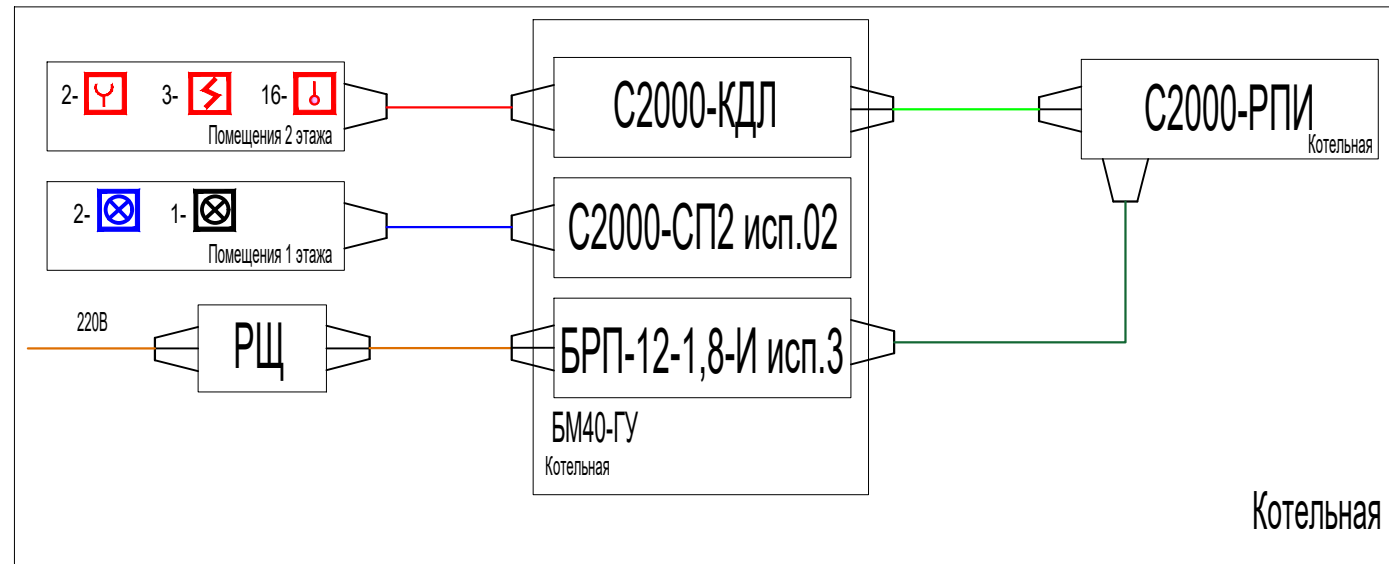 2- 3- 16-
Помещения 2 этажа
С2000-КДЛ
С2000-РПИ
Котельная
2- 1-
Помещения 1 этажа
С2000-СП2 исп.02
220В
РЩ
БРП-12-1,8-И исп.3
БМ40-ГУ
Котельная
Котельная